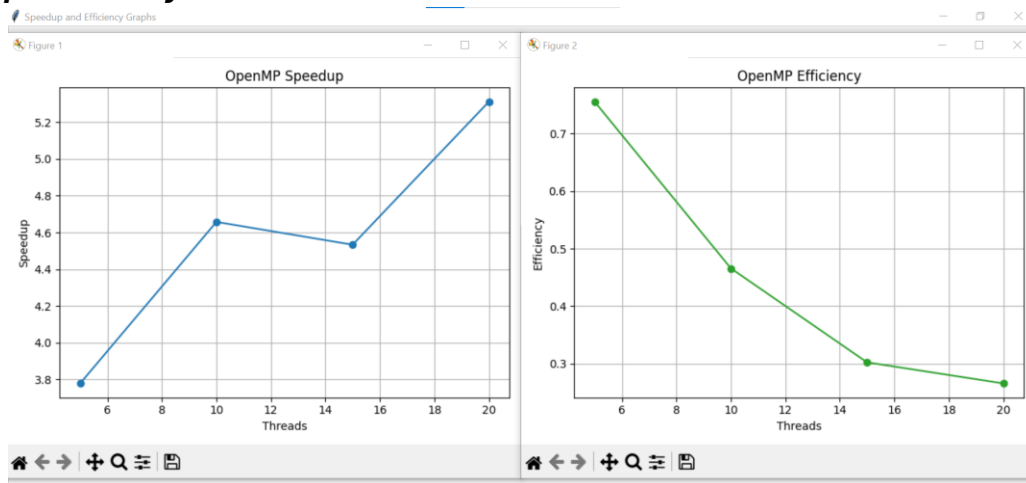 Speedup and Efficiency Graphs
Figure 1
OpenMP Speedup
5.2
5.0
4.8
4.6
4.4
4.2
4.0
3.8
Speedup
6 8 10 12 14 16 18 20
Threads
Figure 2
OpenMP Efficiency
0.7
0.6
0.5
0.4
0.3
Efficiency
6 8 10 12 14 16 18 20
Threads